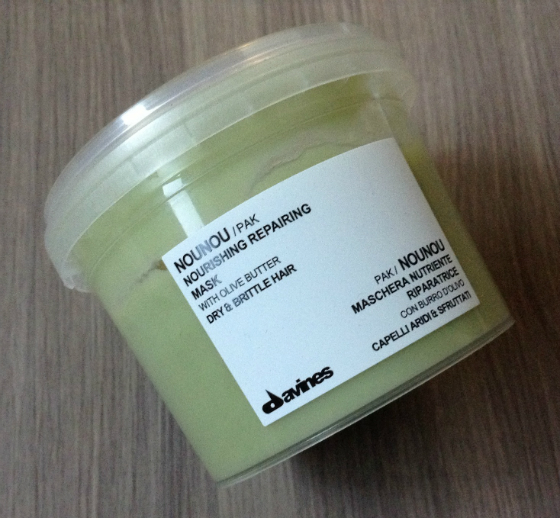 NOUNOU / PAK
NOURISHING REPAIRING
MASK
WITH OLIVE BUTTER
DRY & BRITTLE HAIR
PAK / NOUNOU
MASCHERA NUTRIENTE
RIPARATRICE
CON BURRO D'OLIVO
CAPELLI ARIDI & SFRUTTATI
davines